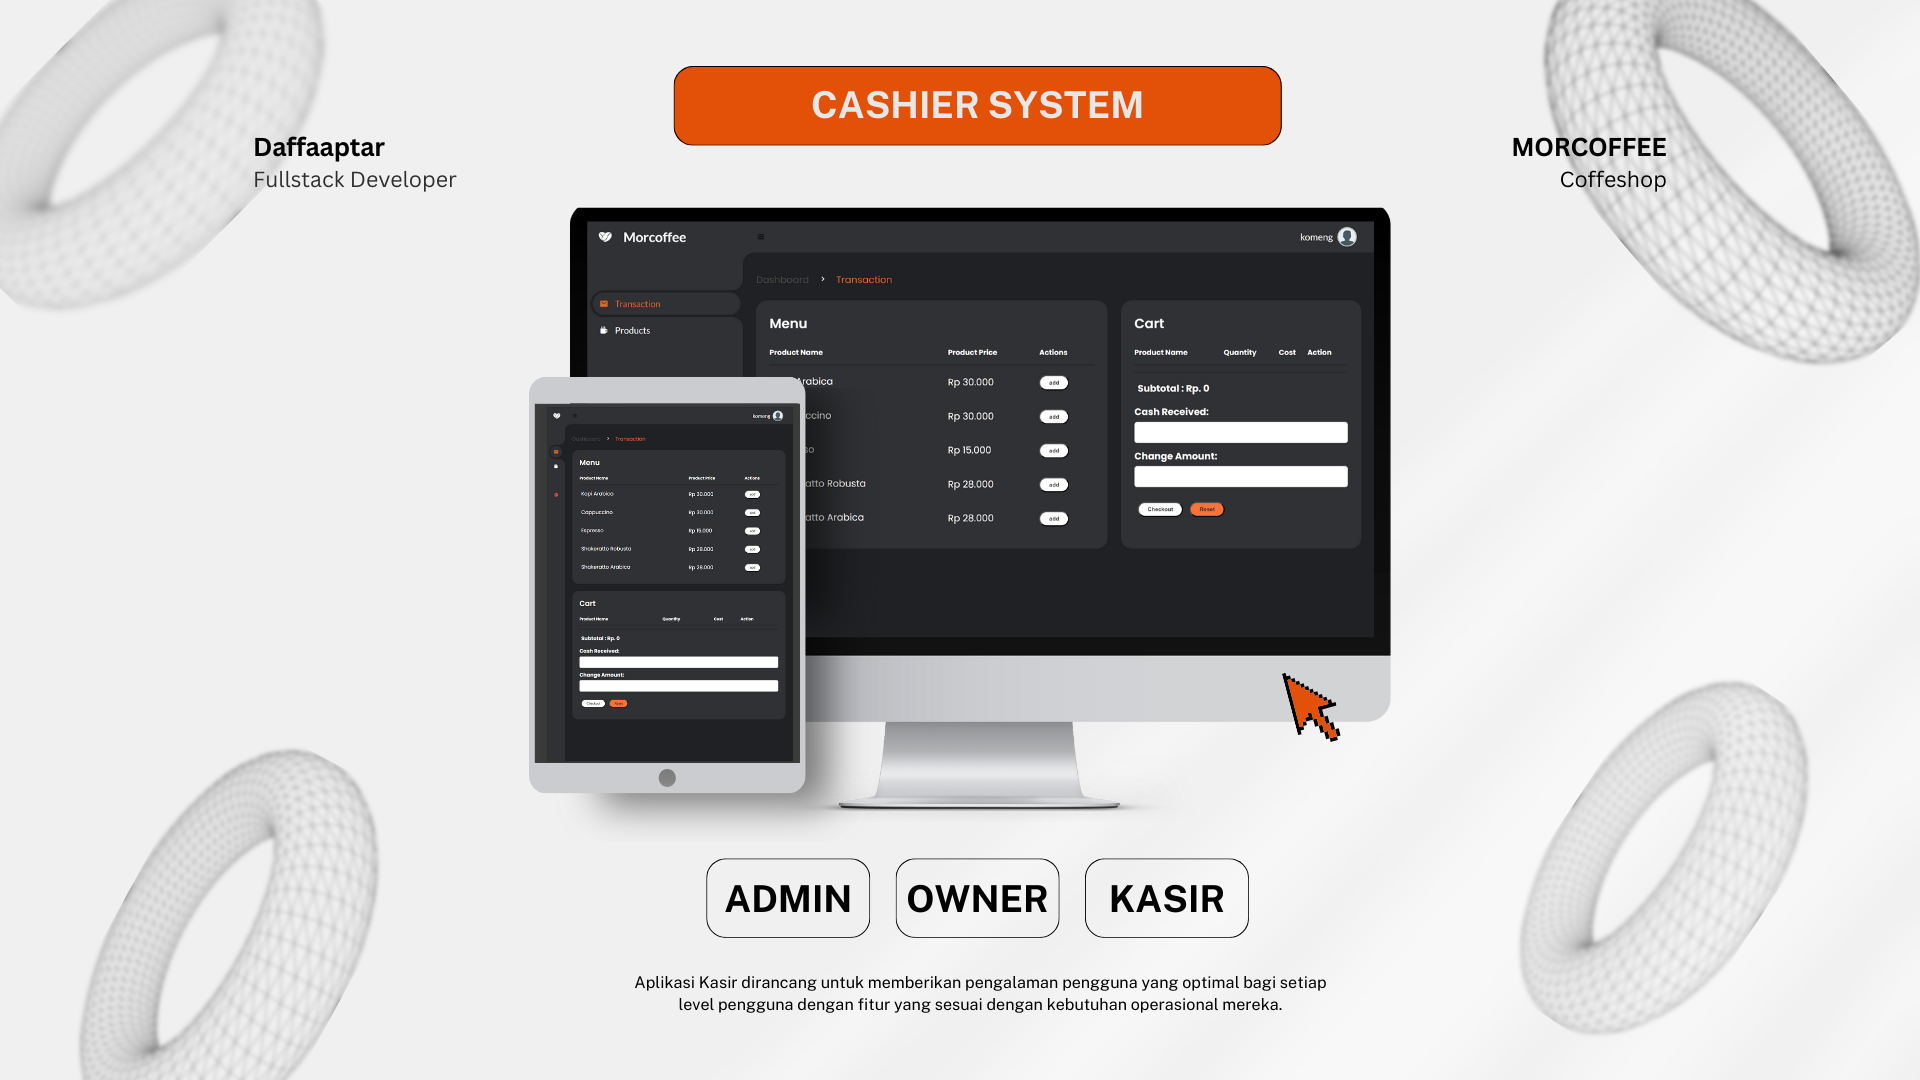 CASHIER SYSTEM
Daffaaptar
Fullstack Developer
MORCOFFEE
Coffeshop
Morcoffee
komeng
Dashboard > Transaction
Transaction
Products
Menu
Product Name Product Price Actions
Arabica Rp 30.000 add
ccino Rp 30.000 add
so Rp 15.000 add
atto Robusta Rp 28.000 add
atto Arabica Rp 28.000 add
Cart
Product Name Quantity Cost Action
Subtotal : Rp. 0
Cash Received:
Change Amount:
Checkout Reset
komeng
Dashboard > Transaction
Menu
Product Name Product Price Actions
Kopi Arabica Rp 30.000 add
Cappuccino Rp 30.000 add
Espresso Rp 15.000 add
Shakeratto Robusta Rp 28.000 add
Shakeratto Arabica Rp 28.000 add
Cart
Product Name Quantity Cost Action
Subtotal : Rp. 0
Cash Received:
Change Amount:
Checkout Reset
ADMIN
OWNER
KASIR
Aplikasi Kasir dirancang untuk memberikan pengalaman pengguna yang optimal bagi setiap
level pengguna dengan fitur yang sesuai dengan kebutuhan operasional mereka.